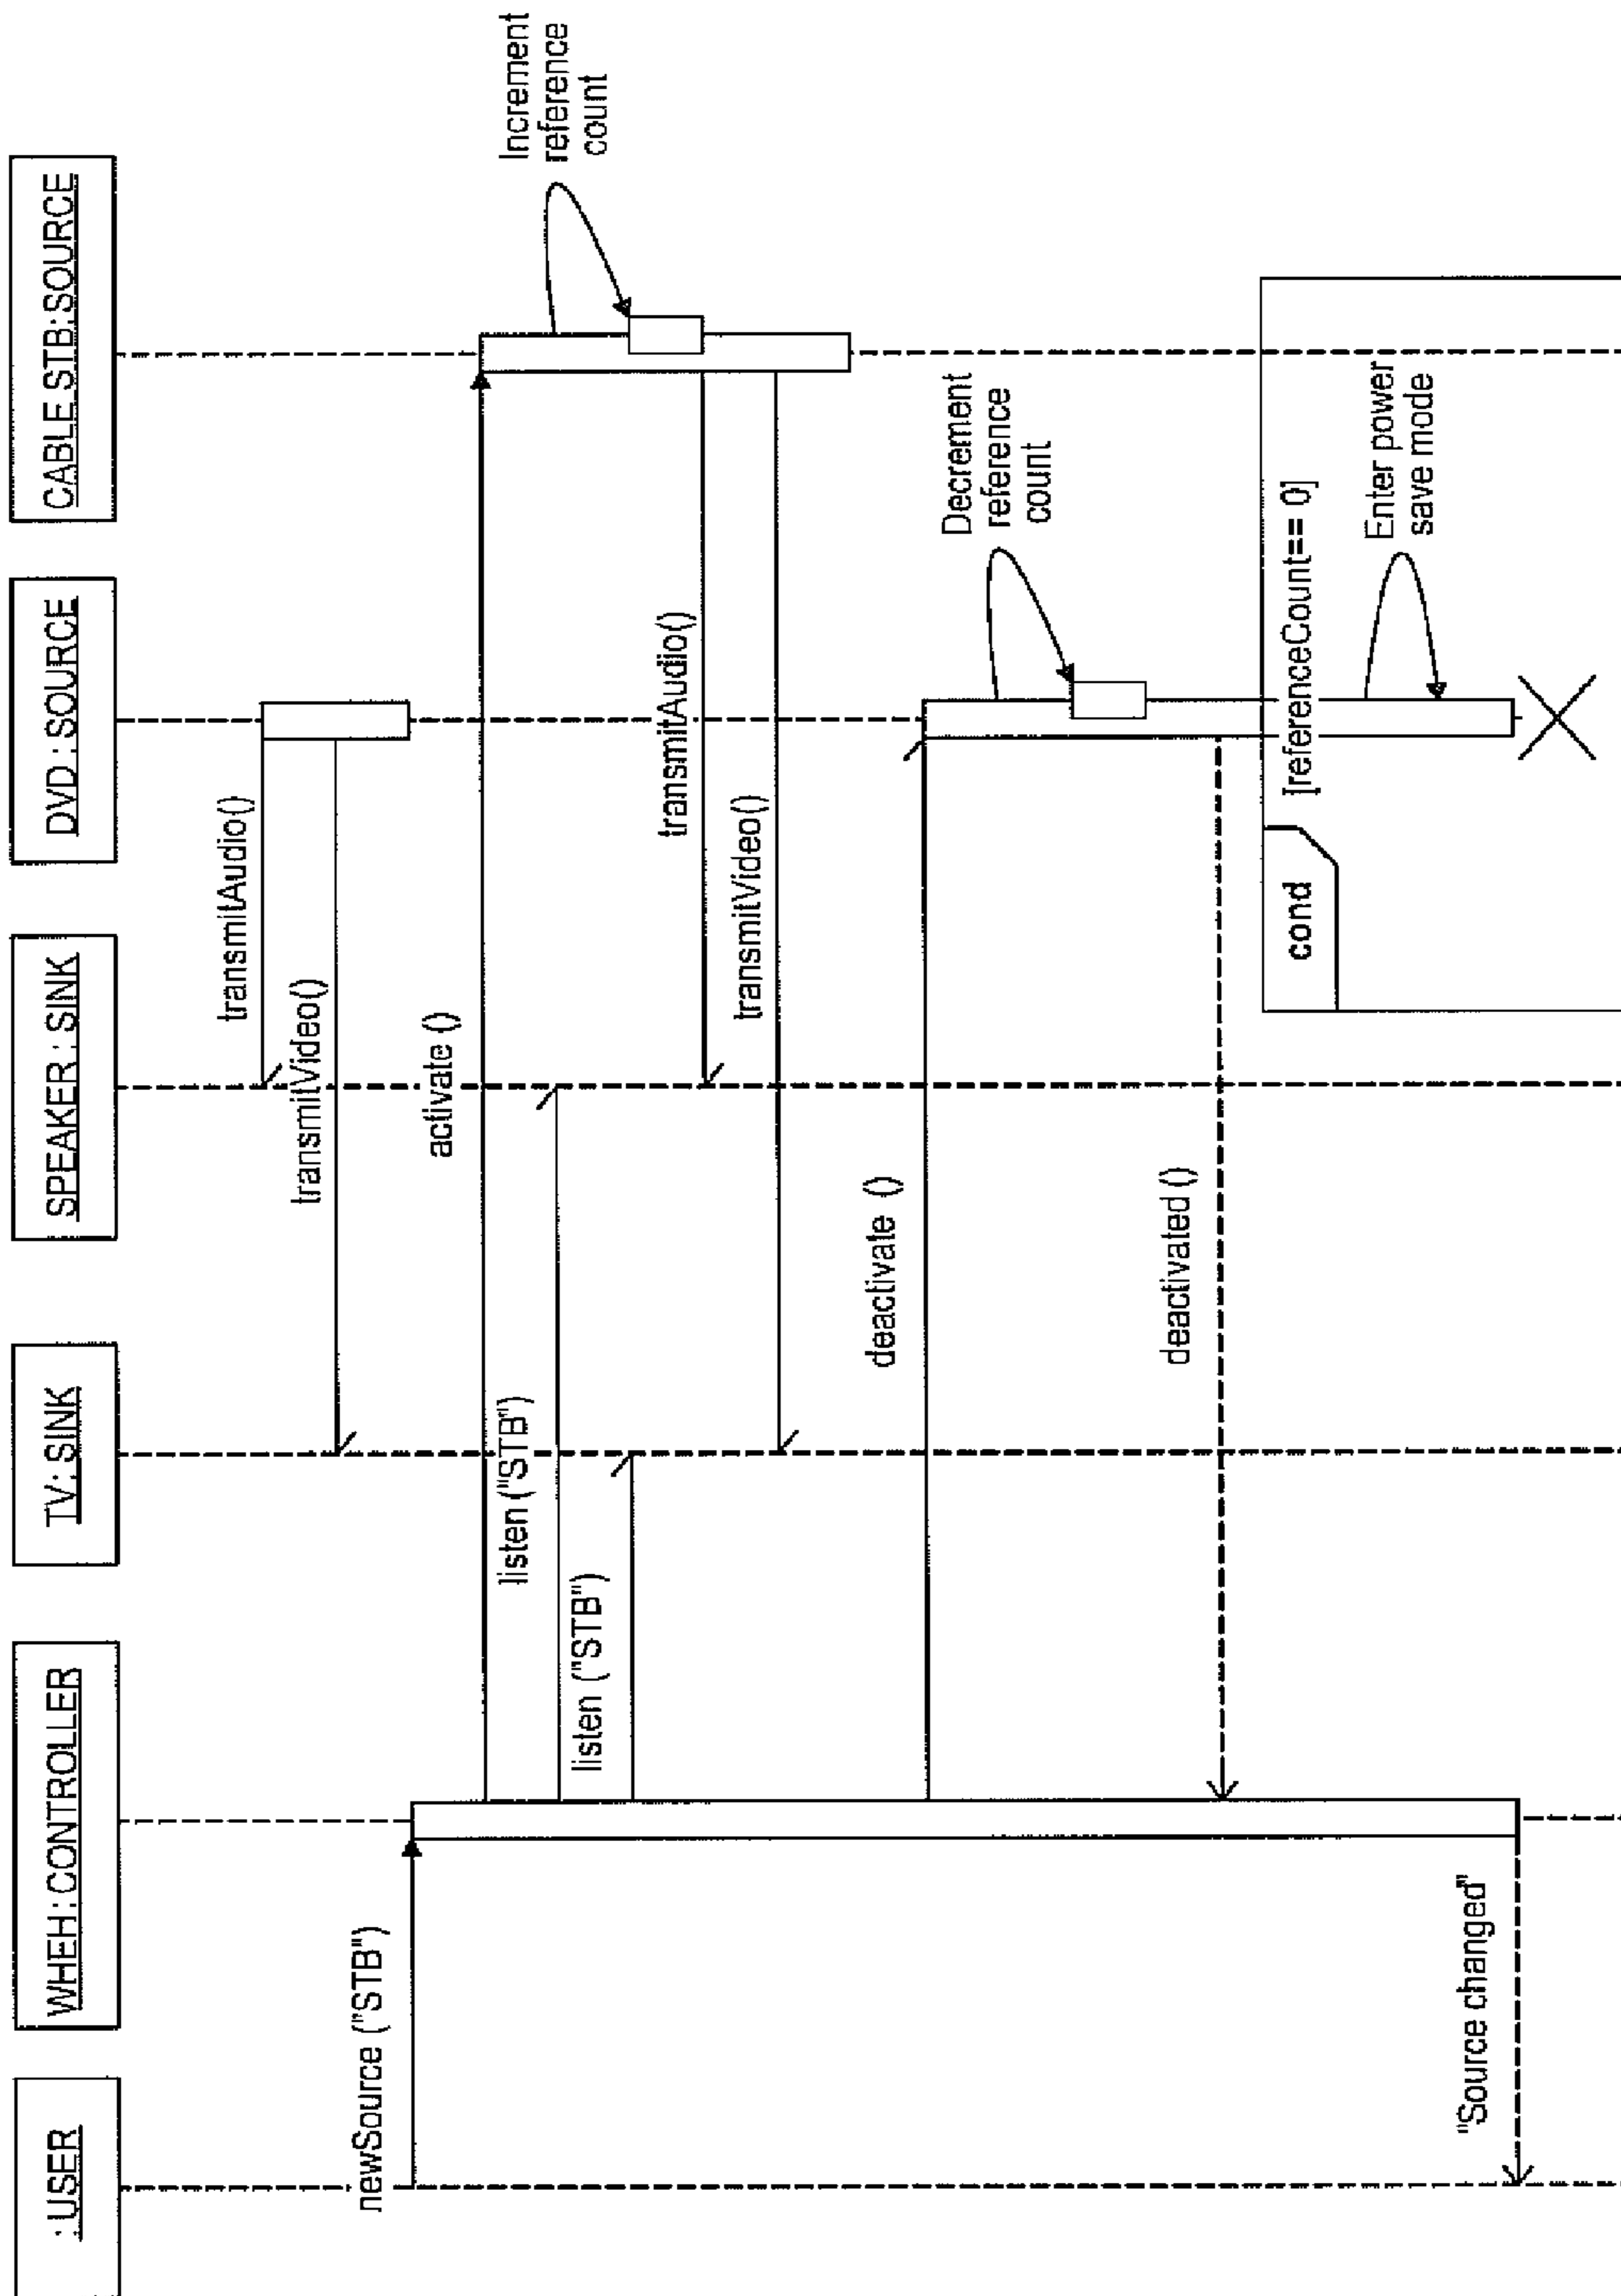 :USER
WHEH:CONTROLLER
TV:SINK
SPEAKER:SINK
DVD:SOURCE
CABLE STB:SOURCE
transmitAudio()
transmitVideo()
newSource ("STB")
activate ()
listen ("STB")
Increment
reference
count
listen ("STB")
transmitAudio()
transmitVideo()
deactivate ()
Decrement
reference
count
deactivated ()
cond
[referenceCount== 0]
Enter power
save mode
"Source changed"